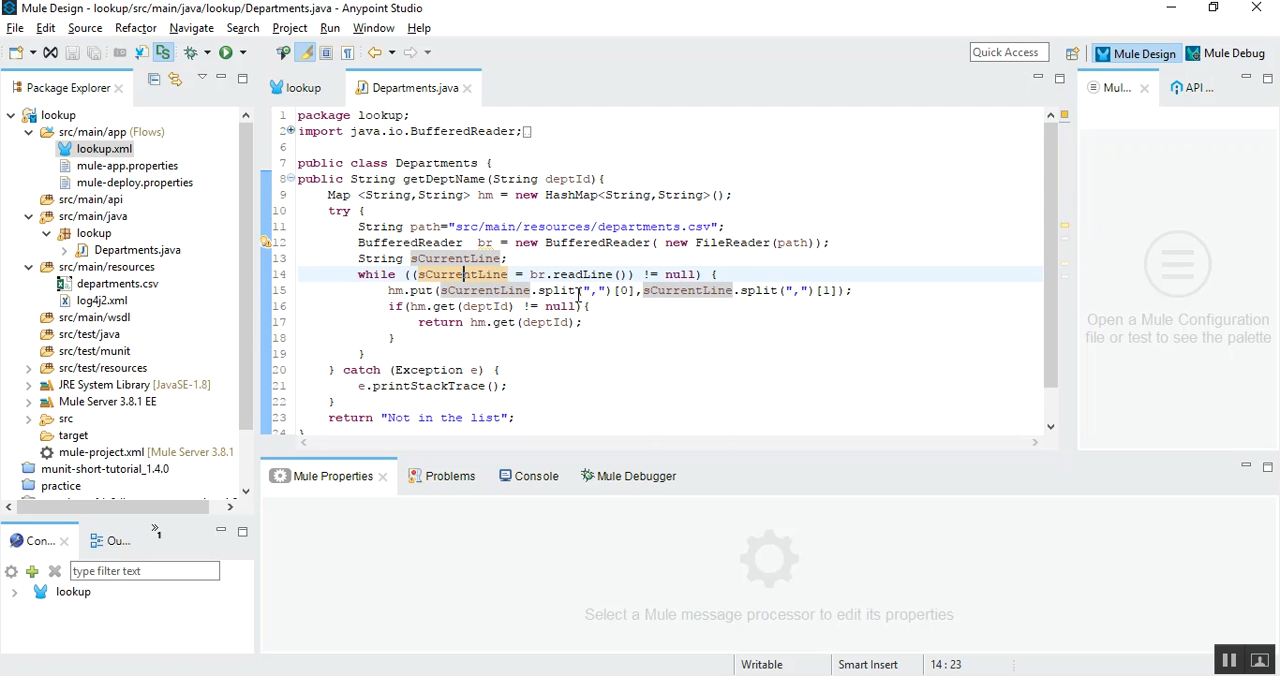 Mule Design - lookup/src/main/java/lookup/Departments.java - Anypoint Studio
File Edit Source Refactor Navigate Search Project Run Mule Window Help
Quick Access Mule Design Mule Debug
Package Explorer
lookup
src/main/app (Flows)
lookup.xml
mule-app.properties
mule-deploy.properties
src/main/api
src/main/java
lookup
Departments.java
src/main/resources
departments.csv
log4j2.xml
src/main/wsdl
src/test/java
src/test/munit
src/test/resources
JRE System Library [JavaSE-1.8]
Mule Server 3.8.1 EE
src
target
mule-project.xml [Mule Server 3.8.1
munit-short-tutorial_1.4.0
practice
Con... Ou... »1
type filter text
lookup
lookup Departments.java
1 package lookup;
2 import java.io.BufferedReader;
6
7 public class Departments {
8 public String getDeptName(String deptId){
9 Map <String,String> hm = new HashMap<String,String>();
10 try {
11 String path="src/main/resources/departments.csv";
12 BufferedReader br = new BufferedReader( new FileReader(path));
13 String sCurrentLine;
14 while ((sCurrentLine = br.readLine()) != null) {
15 hm.put(sCurrentLine.split(",")[0],sCurrentLine.split(",")[1]);
16 if(hm.get(deptId) != null){
17 return hm.get(deptId);
18 }
19 }
20 } catch (Exception e) {
21 e.printStackTrace();
22 }
23 return "Not in the list";
24 }
Mul... API ...
Open a Mule Configuration
file or test to see the palette
Mule Properties Problems Console Mule Debugger
Select a Mule message processor to edit its properties
Writable Smart Insert 14 : 23